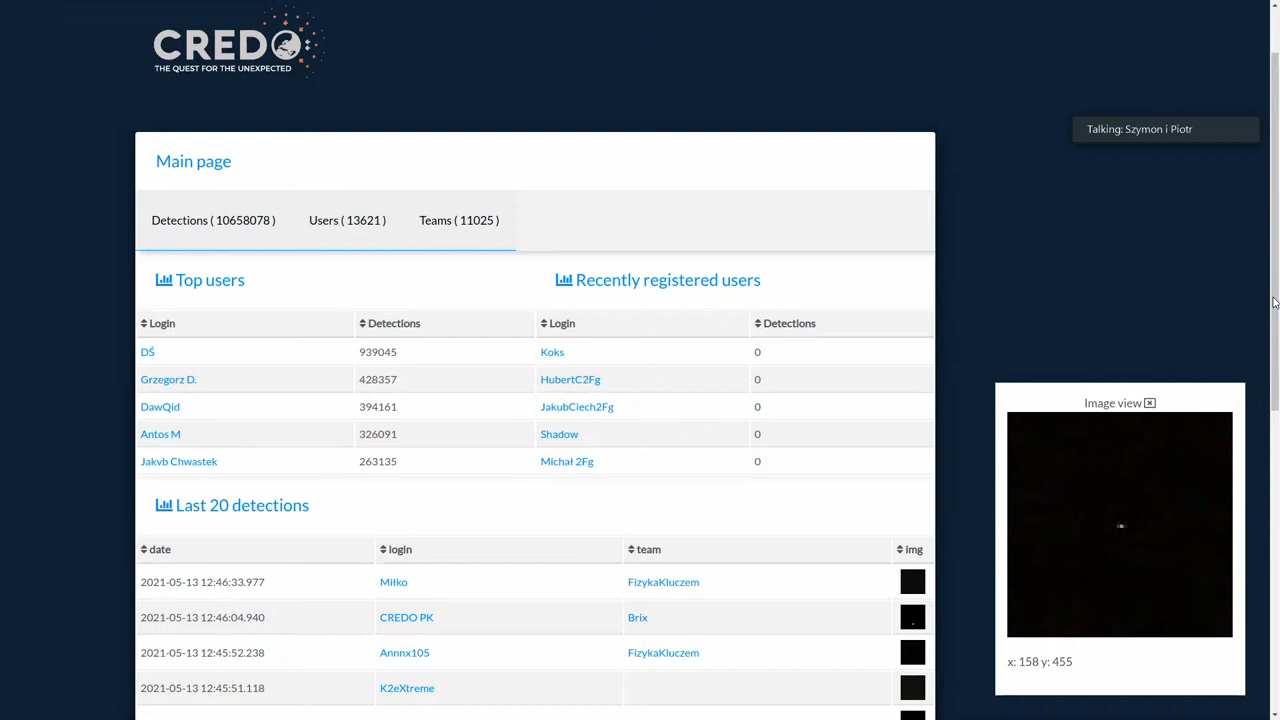 CREDO
THE QUEST FOR THE UNEXPECTED
Talking: Szymon i Piotr
Main page
Detections ( 10658078 ) Users ( 13621 ) Teams ( 11025 )
Top users Recently registered users
Login Detections Login Detections
DŚ 939045 Koks 0
Grzegorz D. 428357 HubertC2Fg 0
DawQid 394161 JakubCiech2Fg 0
Antos M 326091 Shadow 0
Jakvb Chwastek 263135 Michał 2Fg 0
Image view
Last 20 detections
date login team img
2021-05-13 12:46:33.977 Miłko FizykaKluczem
2021-05-13 12:46:04.940 CREDO PK Brix
2021-05-13 12:45:52.238 Annnx105 FizykaKluczem
x: 158 y: 455
2021-05-13 12:45:51.118 K2eXtreme